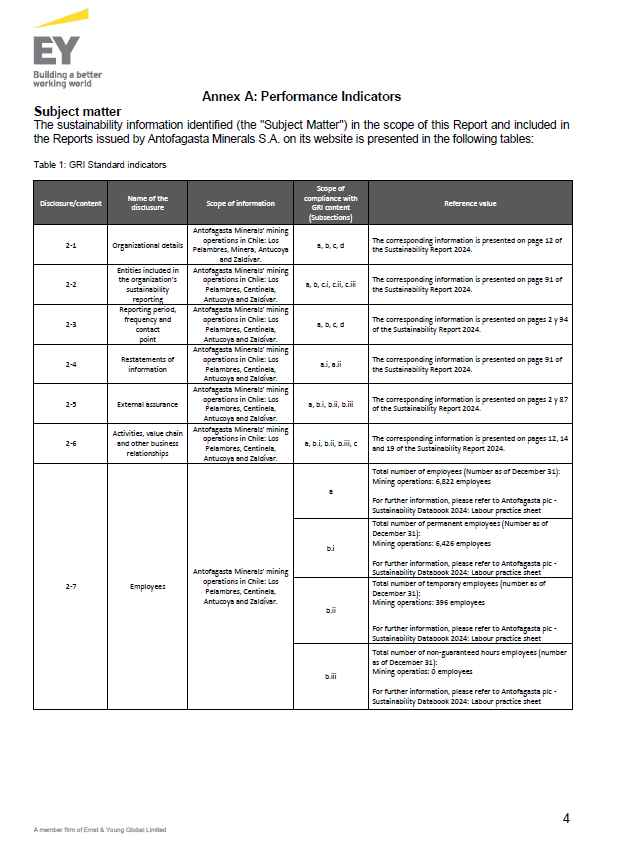 EY
Building a better
working world
Annex A: Performance Indicators
Subject matter
The sustainability information identified (the "Subject Matter") in the scope of this Report and included in
the Reports issued by Antofagasta Minerals S.A. on its website is presented in the following tables:
Table 1: GRI Standard indicators
Disclosure/content
Name of the
disclusure
Scope of information
Scope of
compliance with
GRI content
(Subsections)
Reference value
2-1
Organizational details
Antofagasta Minerals' mining
operations in Chile: Los
Pelambres, Minera, Antucoya
and Zaldívar.
a, b, c, d
The corresponding information is presented on page 12 of
the Sustainability Report 2024.
2-2
Entities included in
the organization's
sustainability
reporting
Antofagasta Minerals' mining
operations in Chile: Los
Pelambres, Centinela,
Antucoya and Zaldívar.
a, b, c.i, c.ii, c.iii
The corresponding information is presented on page 91 of
the Sustainability Report 2024.
2-3
Reporting period,
frequency and
contact
point
Antofagasta Minerals' mining
operations in Chile: Los
Pelambres, Centinela,
Antucoya and Zaldívar.
a, b, c, d
The corresponding information is presented on pages 2 y 94
of the Sustainability Report 2024.
2-4
Restatements of
information
Antofagasta Minerals' mining
operations in Chile: Los
Pelambres, Centinela,
Antucoya and Zaldívar.
a.i, a.ii
The corresponding information is presented on page 91 of
the Sustainability Report 2024.
2-5
External assurance
Antofagasta Minerals' mining
operations in Chile: Los
Pelambres, Centinela,
Antucoya and Zaldívar.
a, b.i, b.ii, b.iii
The corresponding information is presented on pages 2 y 87
of the Sustainability Report 2024.
2-6
Activities, value chain
and other business
relationships
Antofagasta Minerals' mining
operations in Chile: Los
Pelambres, Centinela,
Antucoya and Zaldívar.
a, b.i, b.ii, b.iii, c
The corresponding information is presented on pages 12, 14
and 19 of the Sustainability Report 2024.
2-7
Employees
Antofagasta Minerals' mining
operations in Chile: Los
Pelambres, Centinela,
Antucoya and Zaldívar.
a
Total number of employees (Number as of December 31):
Mining operations: 6,822 employees
For further information, please refer to Antofagasta plc -
Sustainability Databook 2024: Labour practice sheet
b.i
Total number of permanent employees (Number as of
December 31):
Mining operations: 6,426 employees
For further information, please refer to Antofagasta plc -
Sustainability Databook 2024: Labour practice sheet
b.ii
Total number of temporary employees (number as of
December 31):
Mining operations: 396 employees
For further information, please refer to Antofagasta plc -
Sustainability Databook 2024: Labour practice sheet
b.iii
Total number of non-guaranteed hours employees (number
as of December 31):
Mining operatios: 0 employees
For further information, please refer to Antofagasta plc -
Sustainability Databook 2024: Labour practice sheet
4
A member firm of Ernst & Young Global Limited